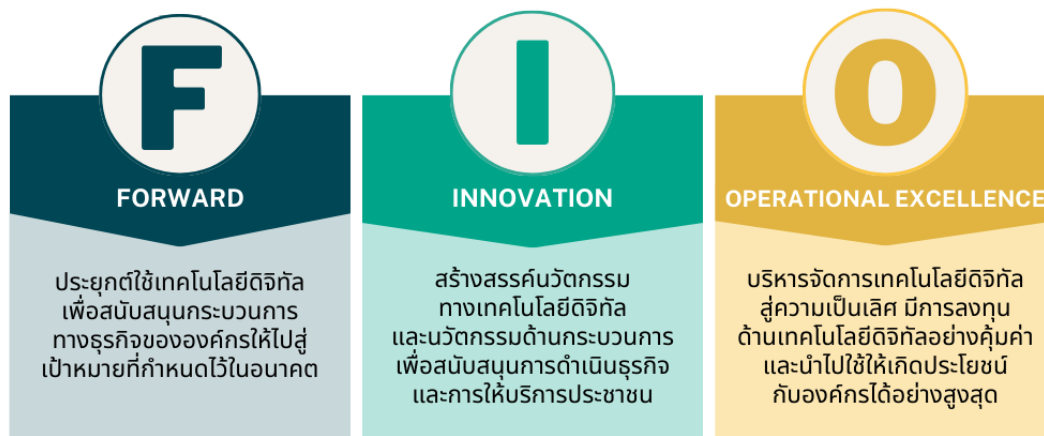 F
FORWARD
ประยุกต์ใช้เทคโนโลยีดิจิทัล
เพื่อสนับสนุนกระบวนการ
ทางธุรกิจขององค์กรให้ไปสู่
เป้าหมายที่กำหนดไว้ในอนาคต
I
INNOVATION
สร้างสรรค์นวัตกรรม
ทางเทคโนโลยีดิจิทัล
และนวัตกรรมด้านกระบวนการ
เพื่อสนับสนุนการดำเนินธุรกิจ
และการให้บริการประชาชน
O
OPERATIONAL EXCELLENCE
บริหารจัดการเทคโนโลยีดิจิทัล
สู่ความเป็นเลิศ มีการลงทุน
ด้านเทคโนโลยีดิจิทัลอย่างคุ้มค่า
และนำไปใช้ให้เกิดประโยชน์
กับองค์กรได้อย่างสูงสุด